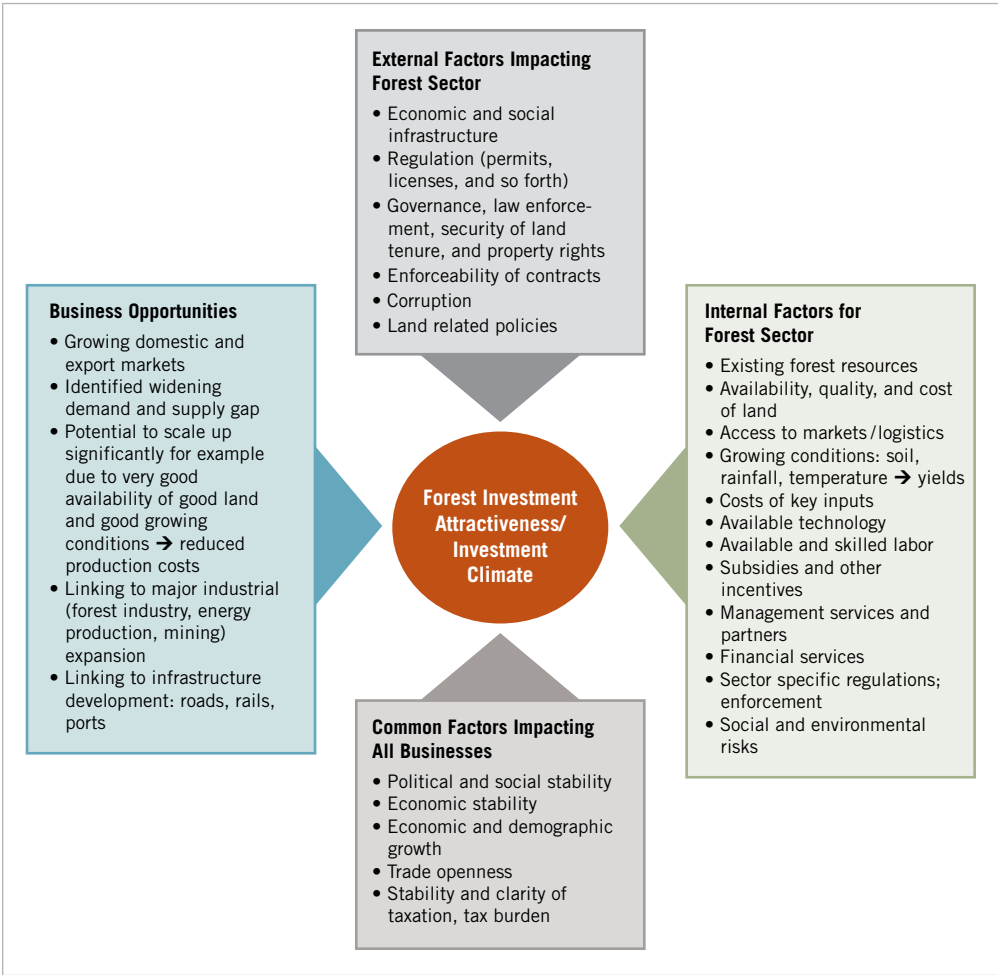 External Factors Impacting
Forest Sector
• Economic and social
infrastructure
• Regulation (permits,
licenses, and so forth)
• Governance, law enforce-
ment, security of land
tenure, and property rights
• Enforceability of contracts
• Corruption
• Land related policies
Business Opportunities
• Growing domestic and
export markets
• Identified widening
demand and supply gap
• Potential to scale up
significantly for example
due to very good
availability of good land
and good growing
conditions → reduced
production costs
• Linking to major industrial
(forest industry, energy
production, mining)
expansion
• Linking to infrastructure
development: roads, rails,
ports
Forest Investment
Attractiveness/
Investment
Climate
Internal Factors for
Forest Sector
• Existing forest resources
• Availability, quality, and cost
of land
• Access to markets/logistics
• Growing conditions: soil,
rainfall, temperature → yields
• Costs of key inputs
• Available technology
• Available and skilled labor
• Subsidies and other
incentives
• Management services and
partners
• Financial services
• Sector specific regulations;
enforcement
• Social and environmental
risks
Common Factors Impacting
All Businesses
• Political and social stability
• Economic stability
• Economic and demographic
growth
• Trade openness
• Stability and clarity of
taxation, tax burden